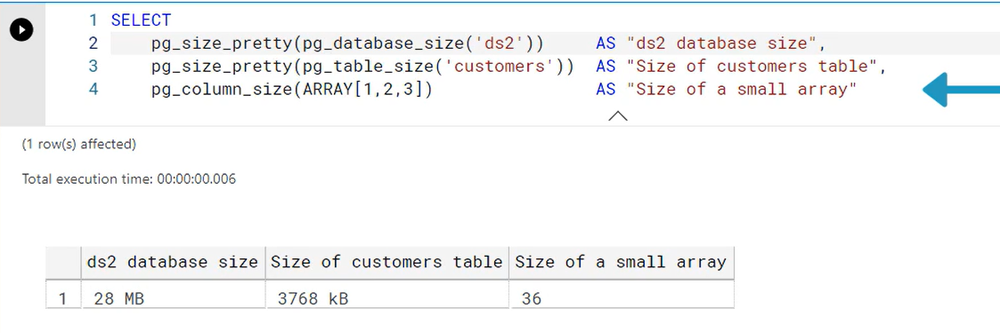 1 SELECT
2 pg_size_pretty(pg_database_size('ds2')) AS "ds2 database size",
3 pg_size_pretty(pg_table_size('customers')) AS "Size of customers table",
4 pg_column_size(ARRAY[1,2,3]) AS "Size of a small array"
(1 row(s) affected)
Total execution time: 00:00:00.006
ds2 database size Size of customers table Size of a small array
1 28 MB 3768 kB 36